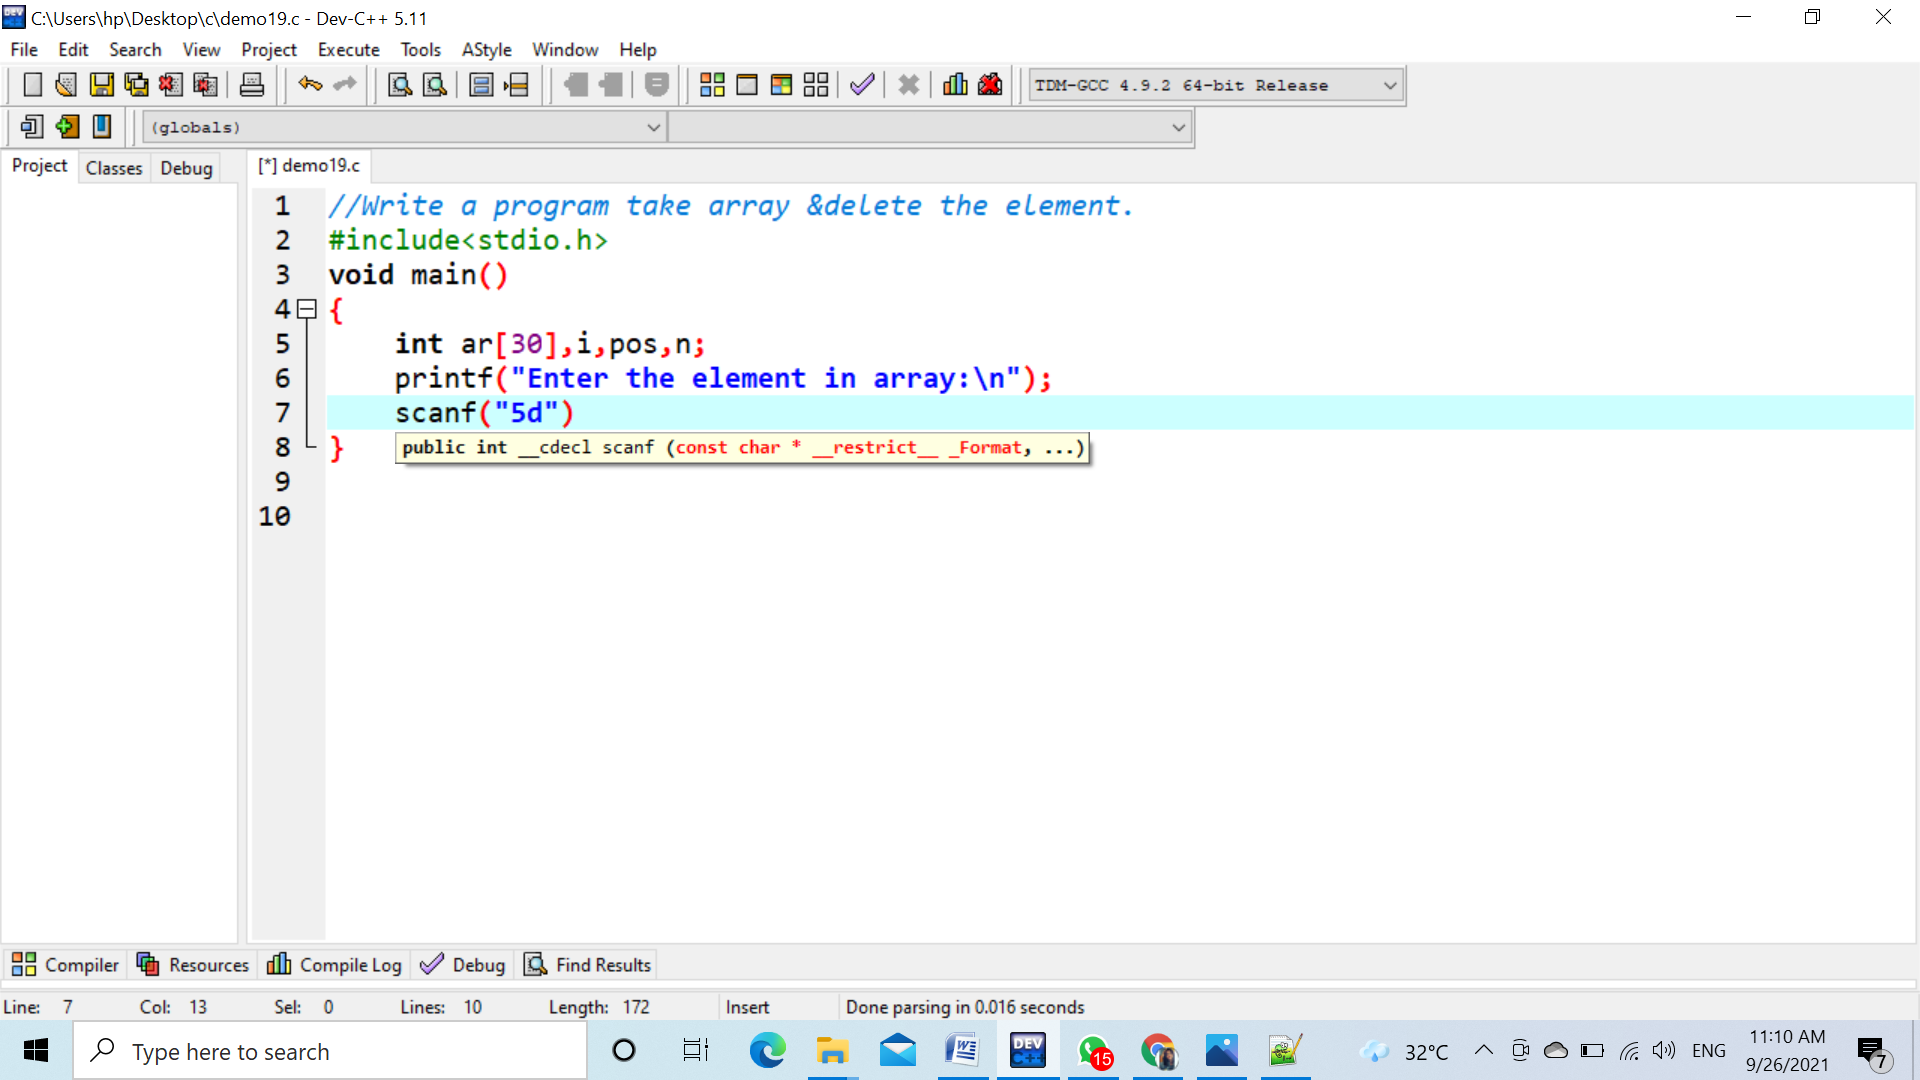 C:\Users\hp\Desktop\c\demo19.c - Dev-C++ 5.11
File Edit Search View Project Execute Tools AStyle Window Help
TDM-GCC 4.9.2 64-bit Release
(globals)
Project Classes Debug [*] demo19.c
1 //Write a program take array &delete the element.
2 #include<stdio.h>
3 void main()
4 {
5 int ar[30],i,pos,n;
6 printf("Enter the element in array:\n");
7 scanf("5d")
8 }
public int __cdecl scanf (const char * __restrict__ _Format, ...)
9
10
Compiler Resources Compile Log Debug Find Results
Line: 7 Col: 13 Sel: 0 Lines: 10 Length: 172 Insert Done parsing in 0.016 seconds
Type here to search
DEV C++
15
32°C
ENG
11:10 AM
9/26/2021
7